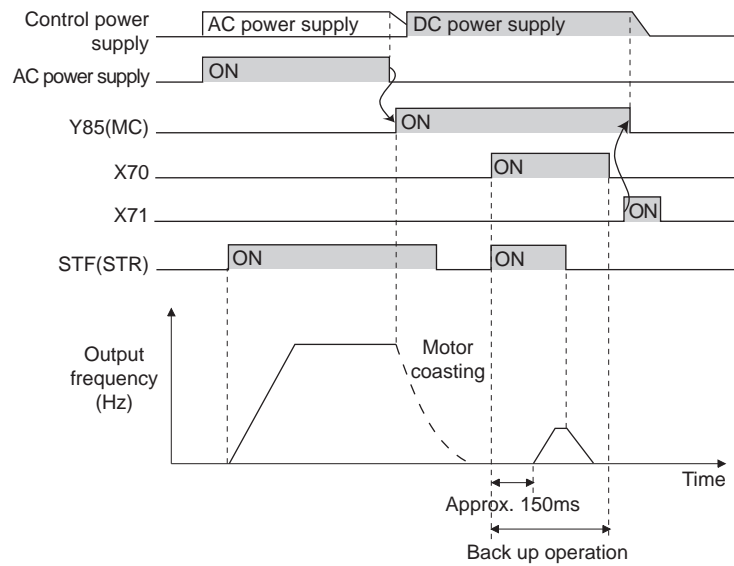 Control power
supply
AC power supply
DC power supply
AC power supply
ON
Y85(MC)
ON
X70
ON
X71
ON
STF(STR)
ON
ON
Output
frequency
(Hz)
Motor
coasting
Time
Approx. 150ms
Back up operation